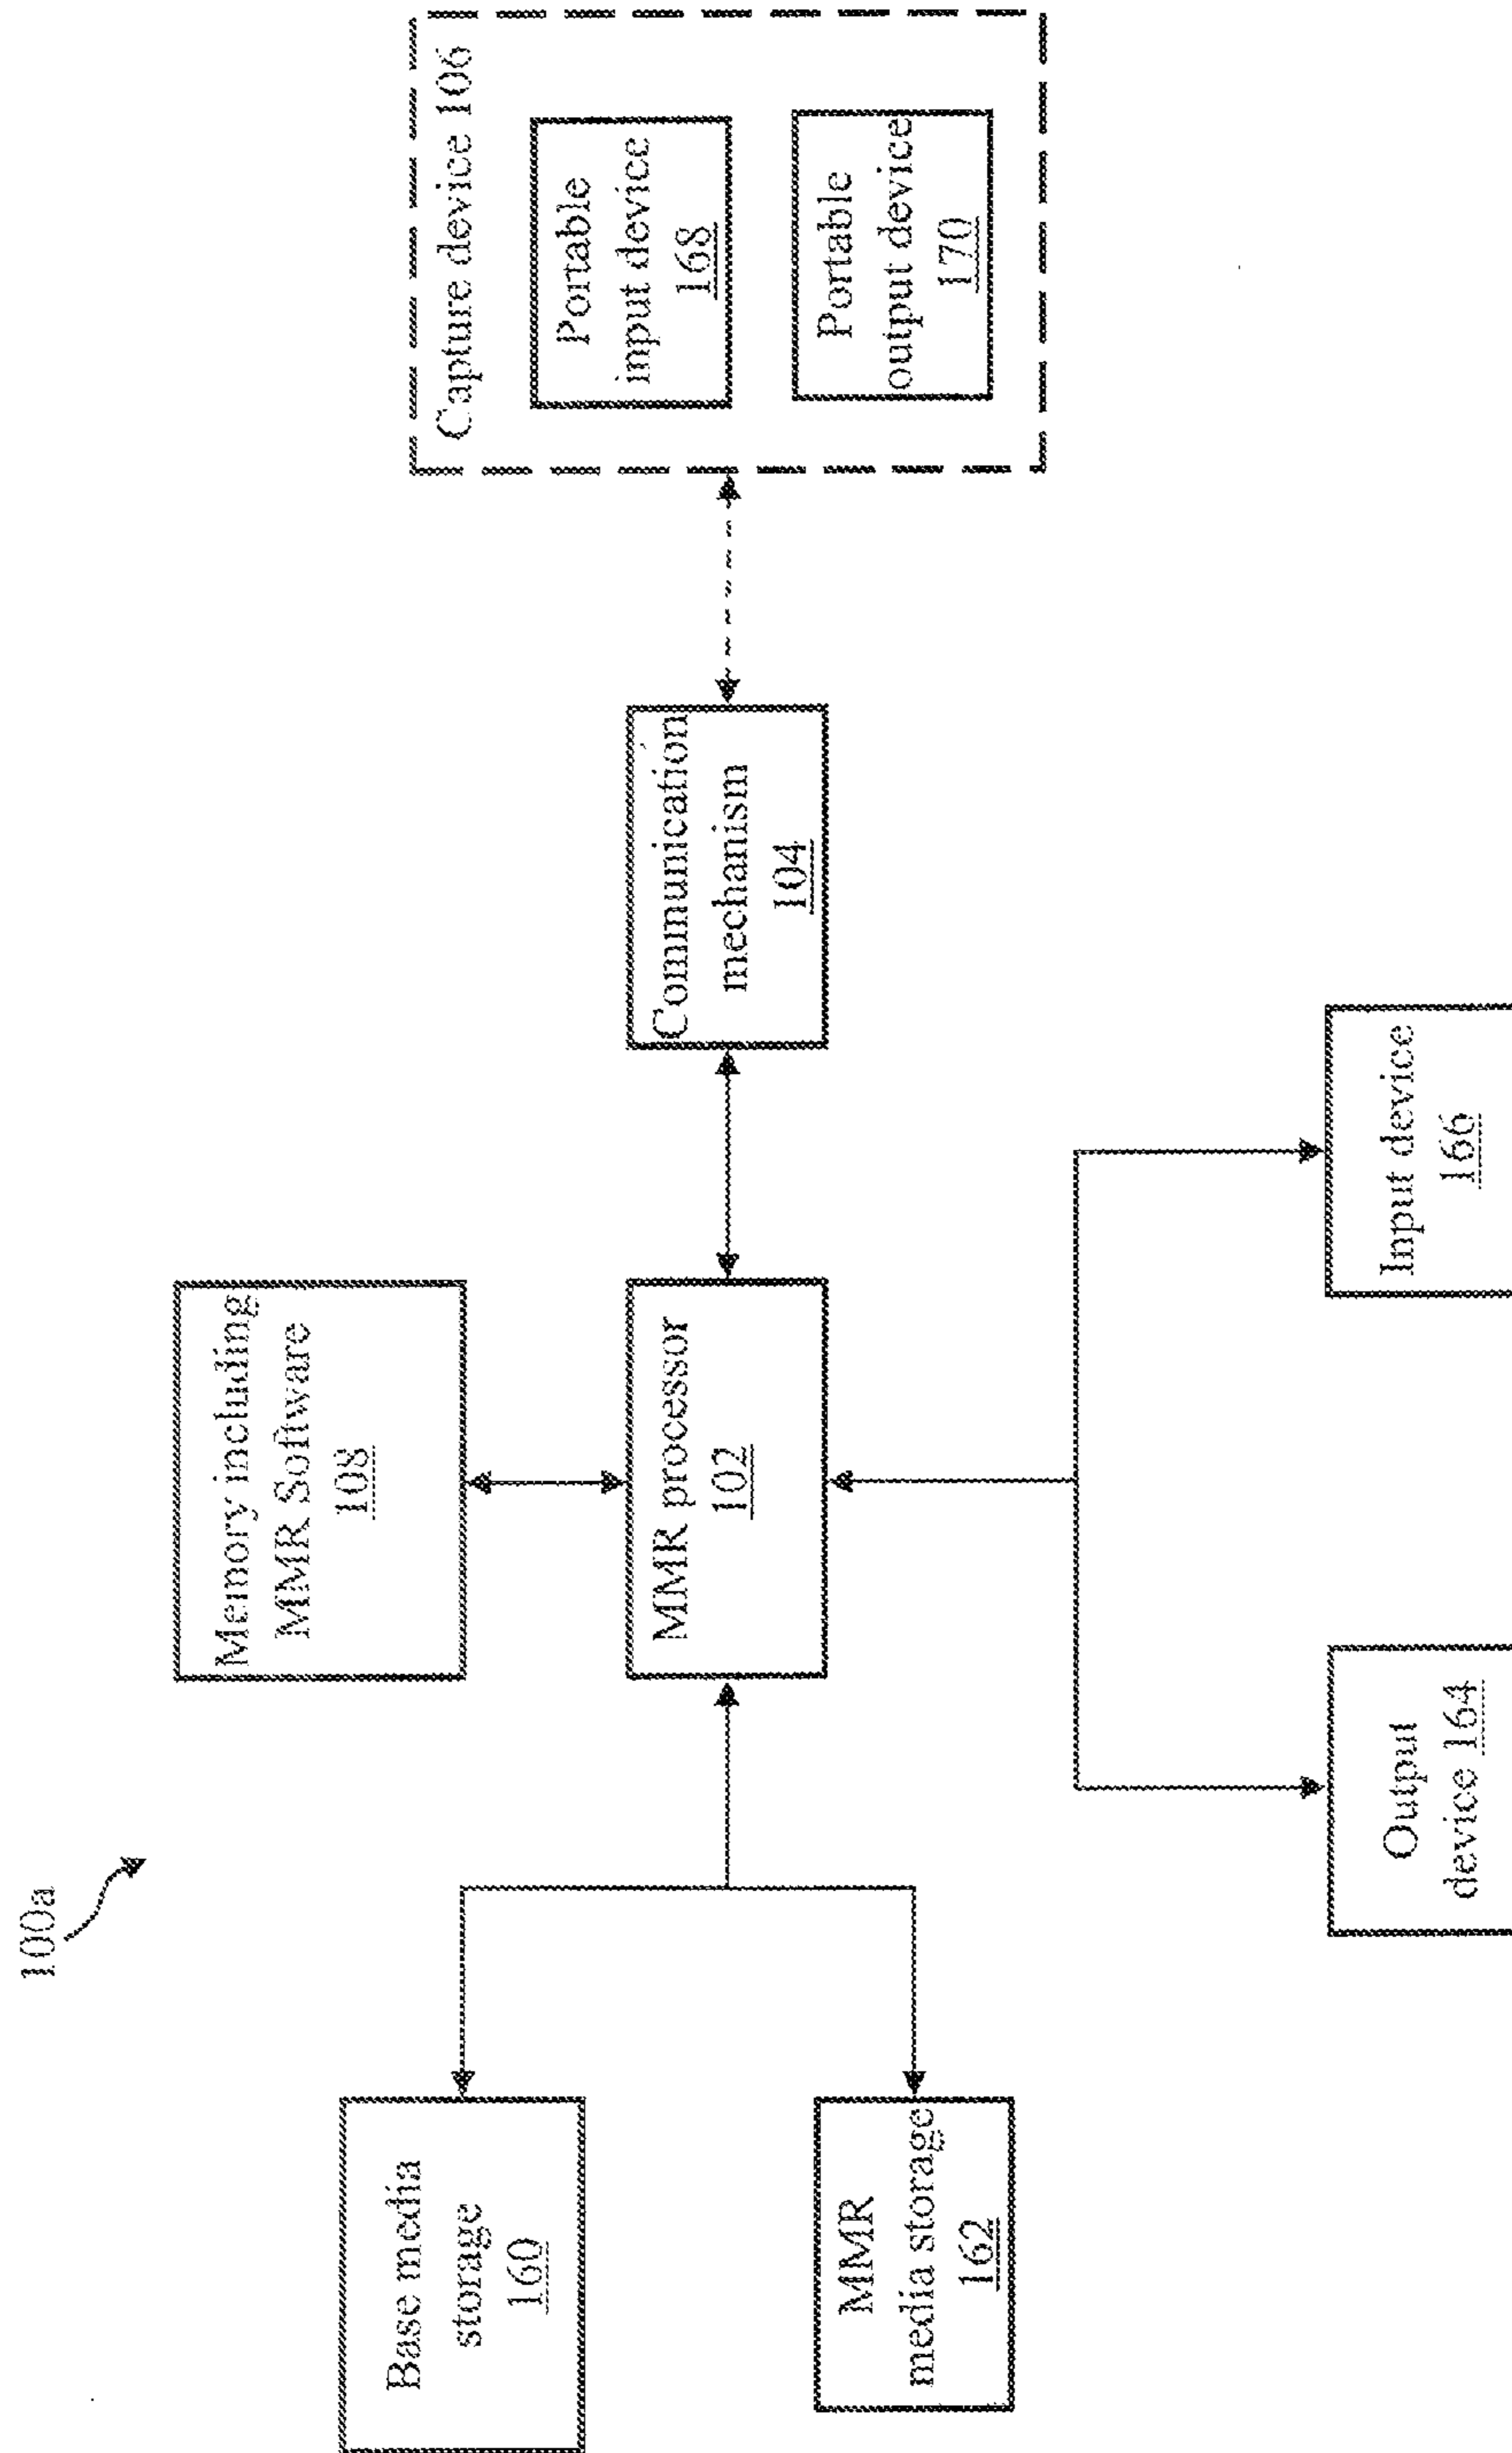 100a
Base media
storage
160
MMR
media storage
162
Memory including
MMR Software
108
MMR processor
102
Output
device 164
Input device
166
Communication
mechanism
104
Capture device 106
Portable
input device
168
Portable
output device
170